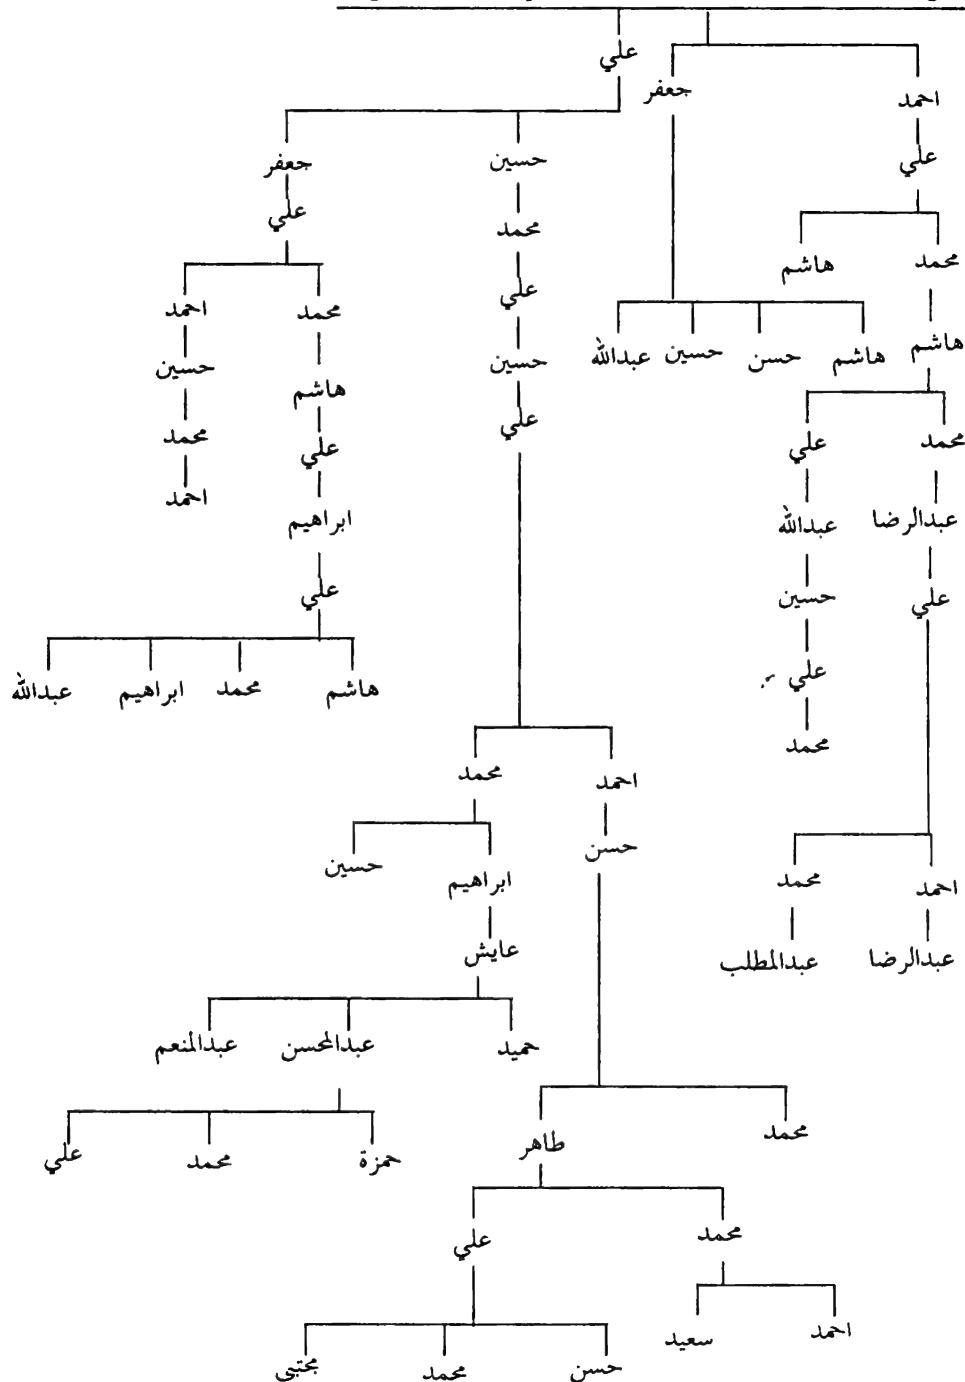 علي
جعفر
احمد
علي
حسين
جعفر
علي
محمد
هاشم
محمد
علي
احمد
محمد
هاشم
هاشم
حسن
حسين
عبدالله
حسين
حسين
هاشم
علي
محمد
علي
محمد
علي
احمد
عبدالرضا
عبدالله
ابراهيم
علي
حسين
علي
علي
هاشم
محمد
ابراهيم
عبدالله
محمد
احمد
محمد
حسن
حسين
ابراهيم
احمد
محمد
عبدالرضا
عبدالمطلب
عايش
حميد
عبدالمحسن
عبدالمنعم
محمد
طاهر
حمزة
محمد
علي
محمد
علي
احمد
سعيد
حسن
محمد
مجتبى